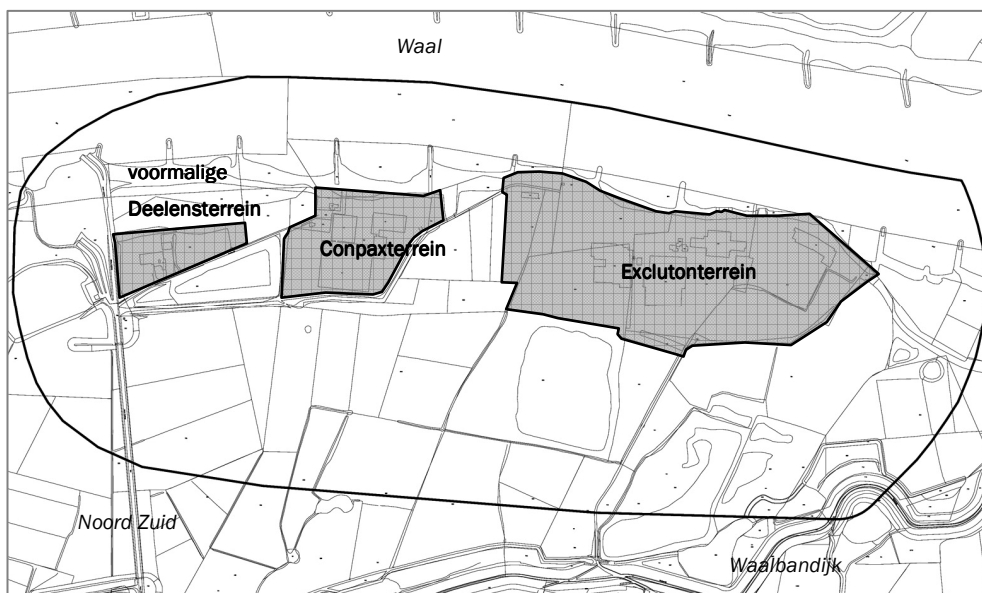 Waal
voormalige
Deelensterrein
Conpaxterrein
Exclutonterrein
Noord Zuid
Waalbandijk